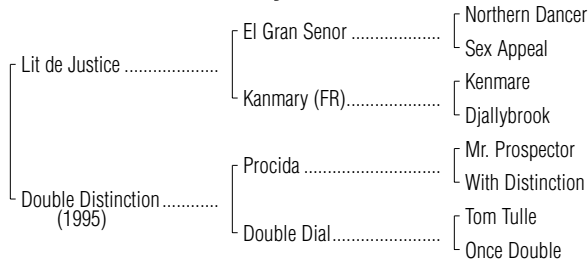 Northern Dancer
El Gran Senor ...................
Sex Appeal
Lit de Justice ....................
Kenmare
Kanmary (FR)....................
Djallybrook
Mr. Prospector
Procida .............................
With Distinction
Double Distinction ............
(1995)
Tom Tulle
Double Dial.......................
Once Double